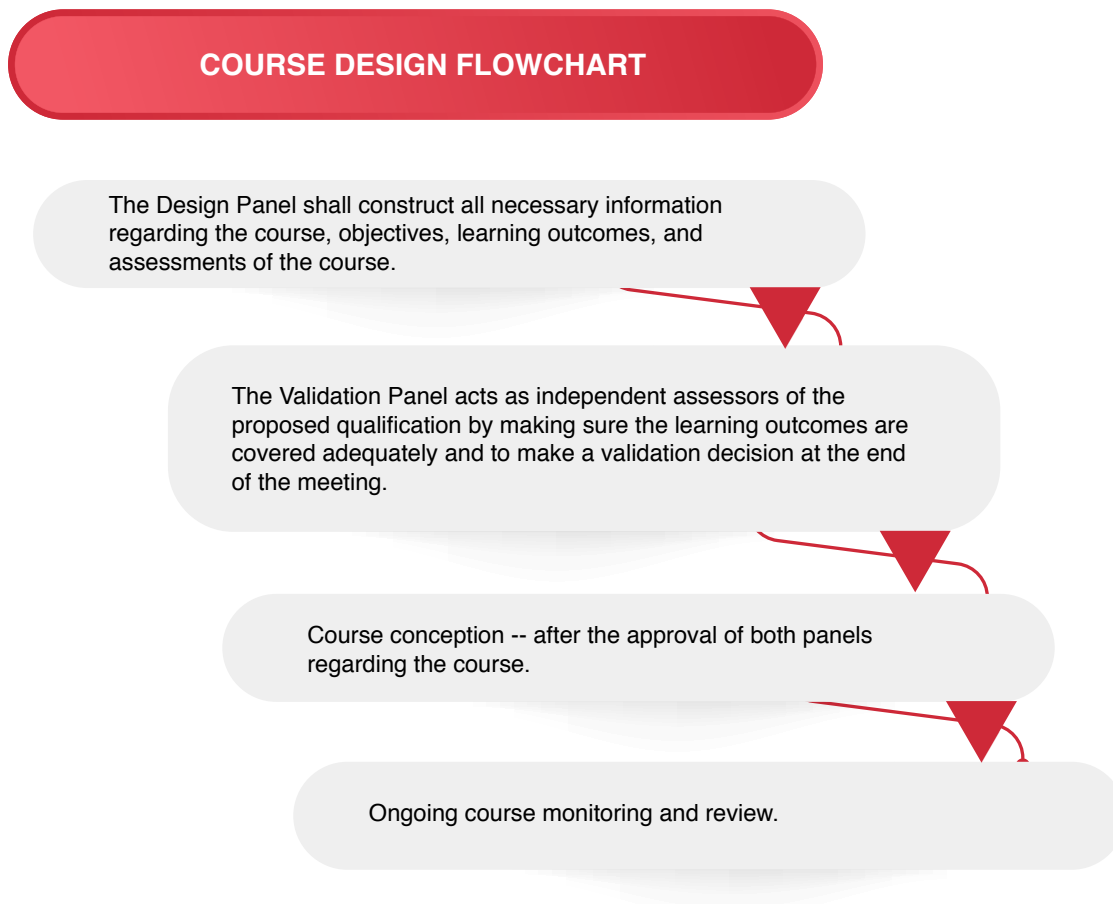 COURSE DESIGN FLOWCHART
The Design Panel shall construct all necessary information
regarding the course, objectives, learning outcomes, and
assessments of the course.
The Validation Panel acts as independent assessors of the
proposed qualification by making sure the learning outcomes are
covered adequately and to make a validation decision at the end
of the meeting.
Course conception -- after the approval of both panels
regarding the course.
Ongoing course monitoring and review.